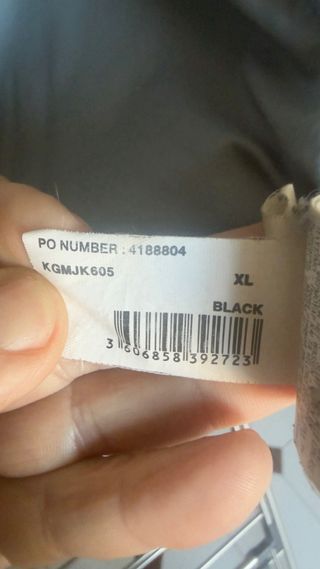 PO NUMBER : 4188804
KGMJK605
XL
BLACK
3 606858 392723